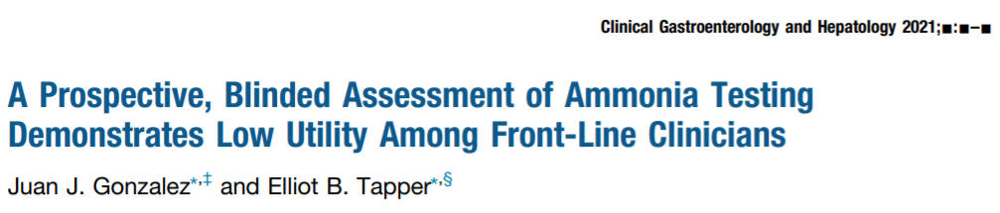 Clinical Gastroenterology and Hepatology 2021;■:■–■
A Prospective, Blinded Assessment of Ammonia Testing
Demonstrates Low Utility Among Front-Line Clinicians
Juan J. Gonzalez*,‡ and Elliot B. Tapper*,§